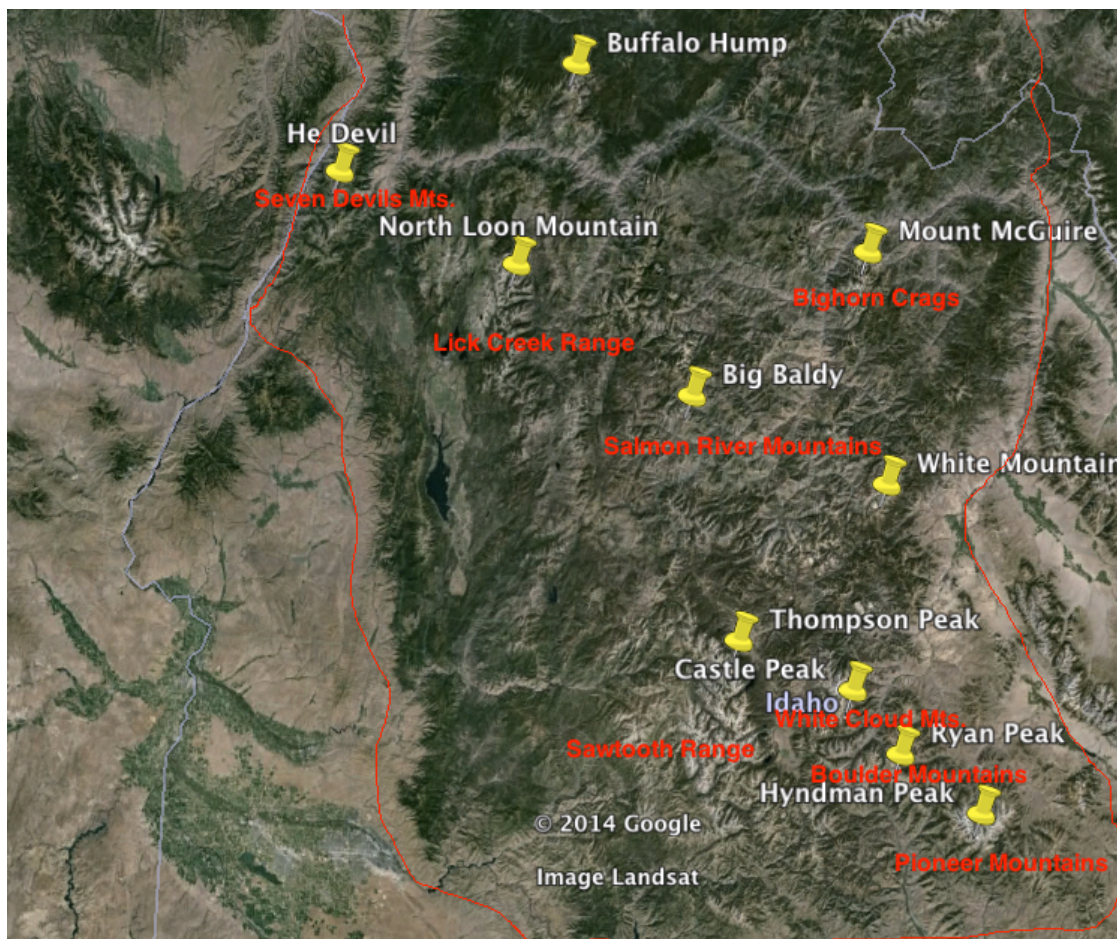 Buffalo Hump
He Devil
Seven Devils Mts.
North Loon Mountain
Mount McGuire
Bighorn Crags
Lick Creek Range
Big Baldy
Salmon River Mountains
White Mountain
Thompson Peak
Castle Peak
Idaho
White Cloud Mts.
Ryan Peak
Sawtooth Range
Boulder Mountains
Hyndman Peak
© 2014 Google
Pioneer Mountains
Image Landsat